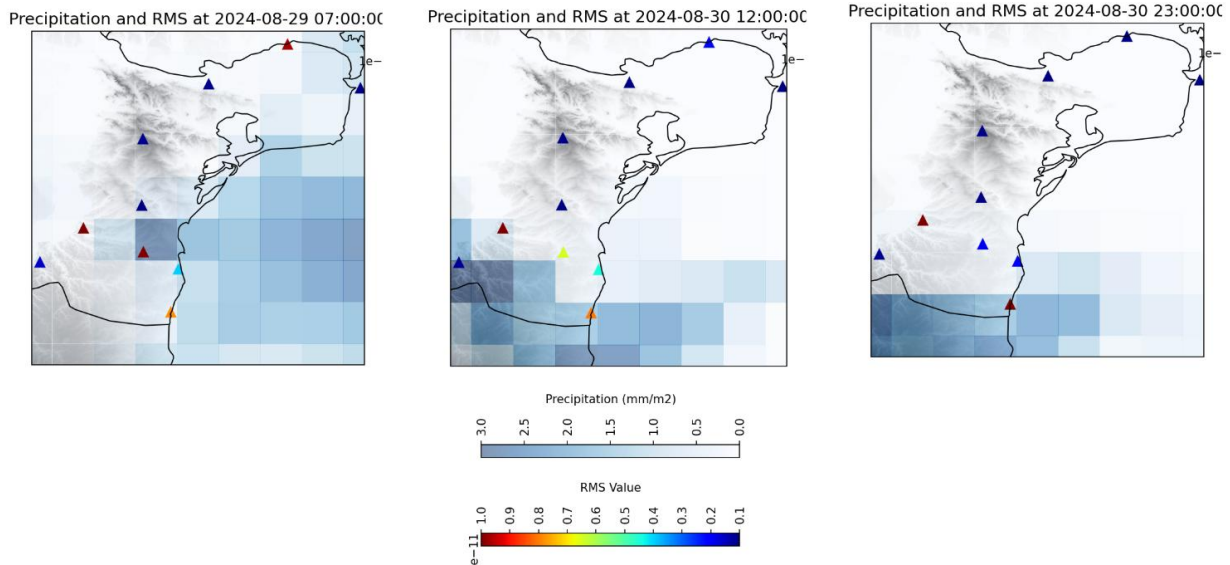 Precipitation and RMS at 2024-08-29 07:00:00
Precipitation and RMS at 2024-08-30 12:00:00
Precipitation and RMS at 2024-08-30 23:00:00
1e−
1e−
1e−
Precipitation (mm/m2)
3.0 2.5 2.0 1.5 1.0 0.5 0.0
RMS Value
1.0 0.9 0.8 0.7 0.6 0.5 0.4 0.3 0.2 0.1
e−11